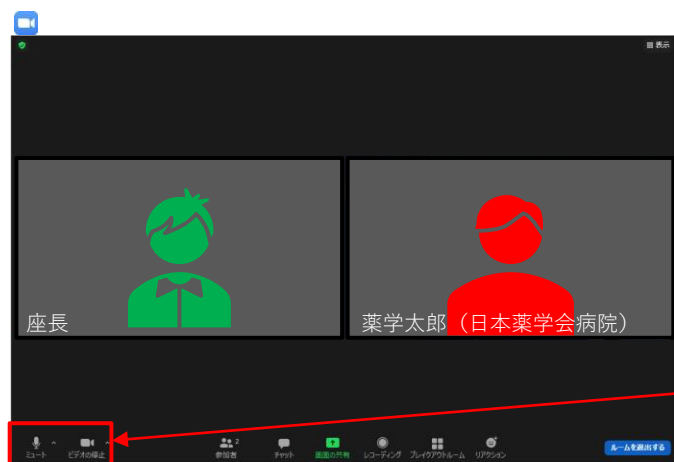 表示
座長
薬学太郎（日本薬学会病院）
ミュート
ビデオの停止
2
参加者
チャット
画面の共有
レコーディング
ブレイクアウトルーム
リアクション
ルームを退出する